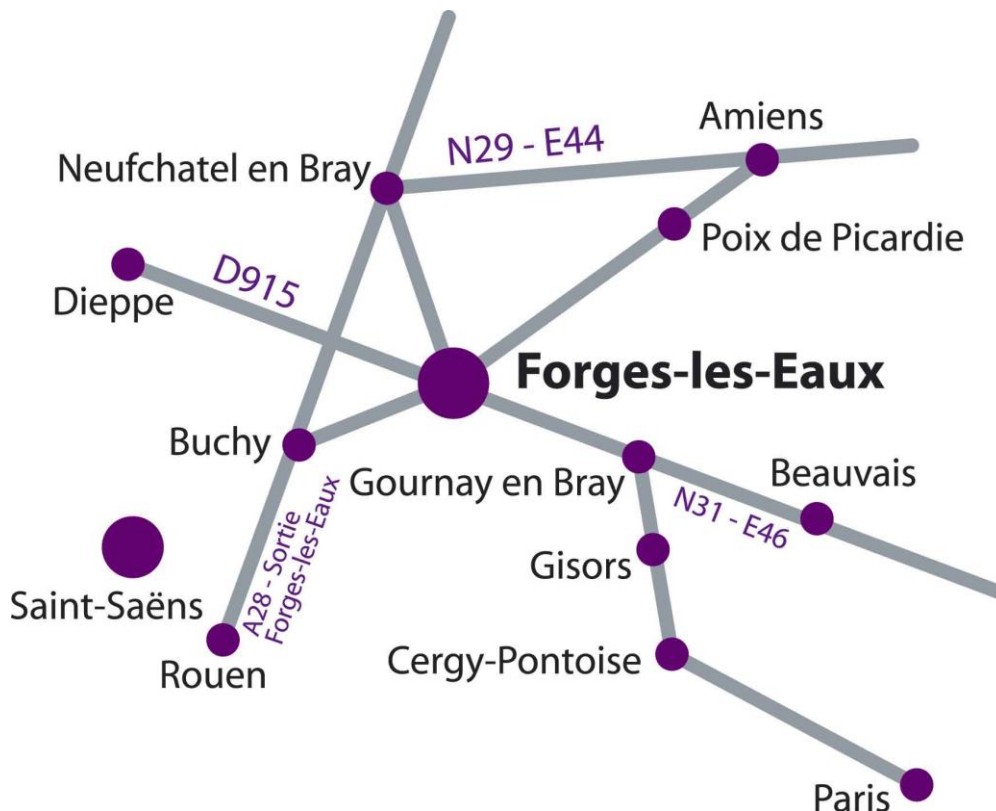 Amiens
N29 - E44
Neufchatel en Bray
Poix de Picardie
D915
Dieppe
Forges-les-Eaux
Buchy
Gournay en Bray
Beauvais
N31 - E46
A28 - Sortie
Forges-les-Eaux
Gisors
Saint-Saëns
Rouen
Cergy-Pontoise
Paris